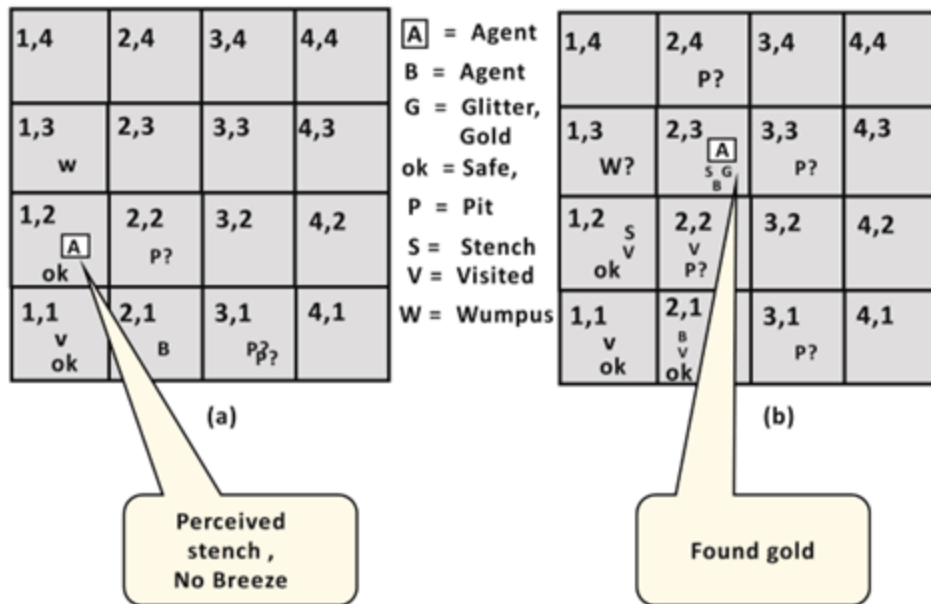 1,4 2,4 3,4 4,4
1,3 2,3 3,3 4,3
w
1,2 2,2 3,2 4,2
A P?
ok
1,1 2,1 3,1 4,1
v B P? P?
ok
(a)
Perceived
stench ,
No Breeze
A = Agent
B = Agent
G = Glitter,
Gold
ok = Safe,
P = Pit
S = Stench
V = Visited
W = Wumpus
1,4 2,4 3,4 4,4
P?
1,3 2,3 3,3 4,3
A
W? S G P?
B
1,2 2,2 3,2 4,2
S
V V
ok P?
1,1 2,1 3,1 4,1
B
v V P?
ok ok
(b)
Found gold